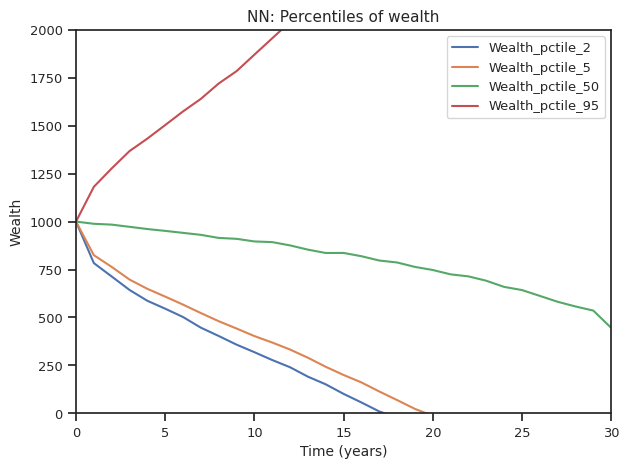 NN: Percentiles of wealth
Wealth_pctile_2
Wealth_pctile_5
Wealth_pctile_50
Wealth_pctile_95
Wealth
2000
1750
1500
1250
1000
750
500
250
0
0 5 10 15 20 25 30
Time (years)